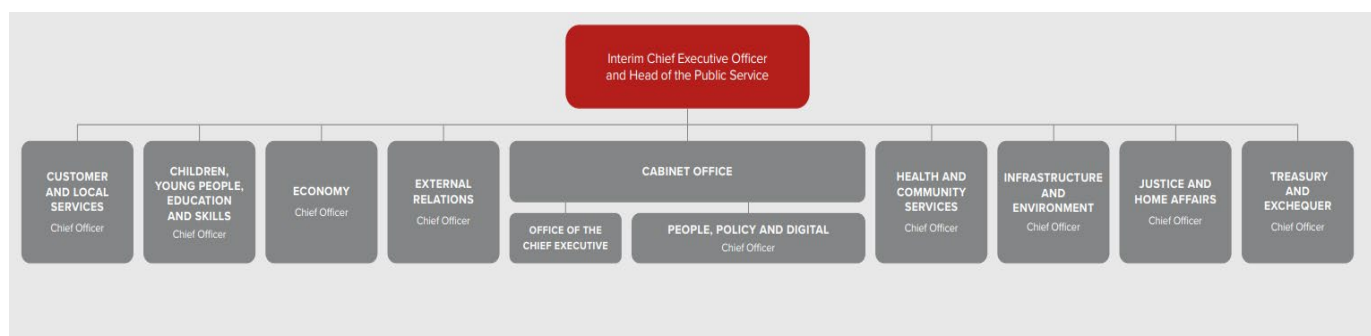 Interim Chief Executive Officer
and Head of the Public Service
CUSTOMER
AND LOCAL
SERVICES
Chief Officer
CHILDREN,
YOUNG PEOPLE,
EDUCATION
AND SKILLS
Chief Officer
ECONOMY
Chief Officer
EXTERNAL
RELATIONS
Chief Officer
CABINET OFFICE
OFFICE OF THE
CHIEF EXECUTIVE
PEOPLE, POLICY AND DIGITAL
Chief Officer
HEALTH AND
COMMUNITY
SERVICES
Chief Officer
INFRASTRUCTURE
AND
ENVIRONMENT
Chief Officer
JUSTICE AND
HOME AFFAIRS
Chief Officer
TREASURY
AND
EXCHEQUER
Chief Officer